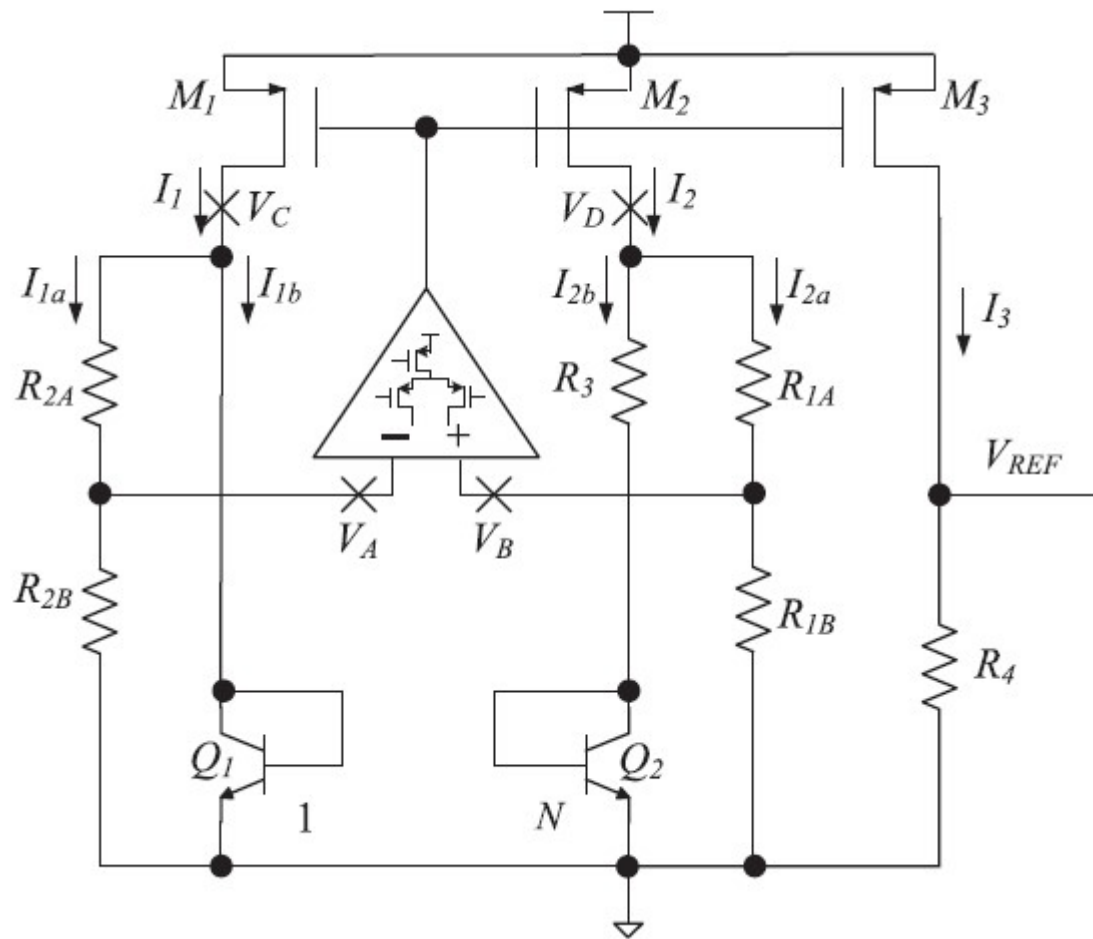 M1 M2 M3
I1 VC VD I2
I1a I1b I2b I2a I3
R2A R3 R1A
− +
VREF
VA VB
R2B R1B
R4
Q1 Q2
1 N